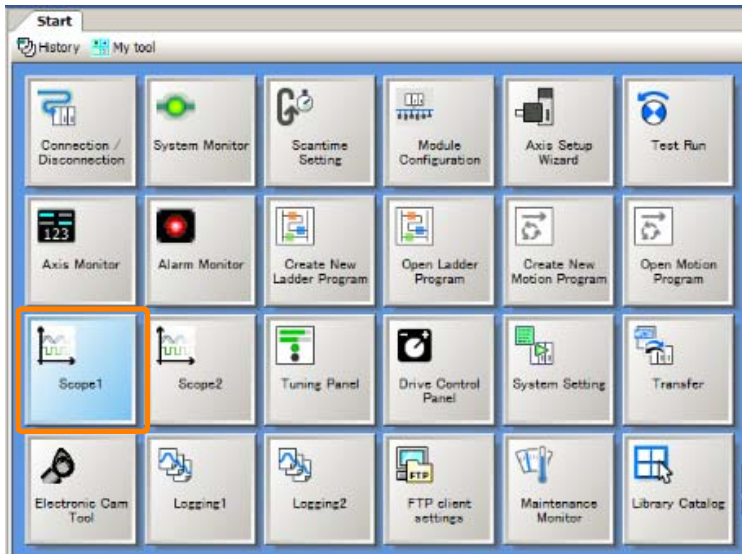 Start
History My tool
Connection /
Disconnection
System Monitor
Scantime
Setting
Module
Configuration
Axis Setup
Wizard
Test Run
123
Axis Monitor
Alarm Monitor
Create New
Ladder Program
Open Ladder
Program
Create New
Motion Program
Open Motion
Program
Scope1
Scope2
Tuning Panel
Drive Control
Panel
System Setting
Transfer
Electronic Cam
Tool
Logging1
Logging2
FTP
FTP client
settings
Maintenance
Monitor
Library Catalog